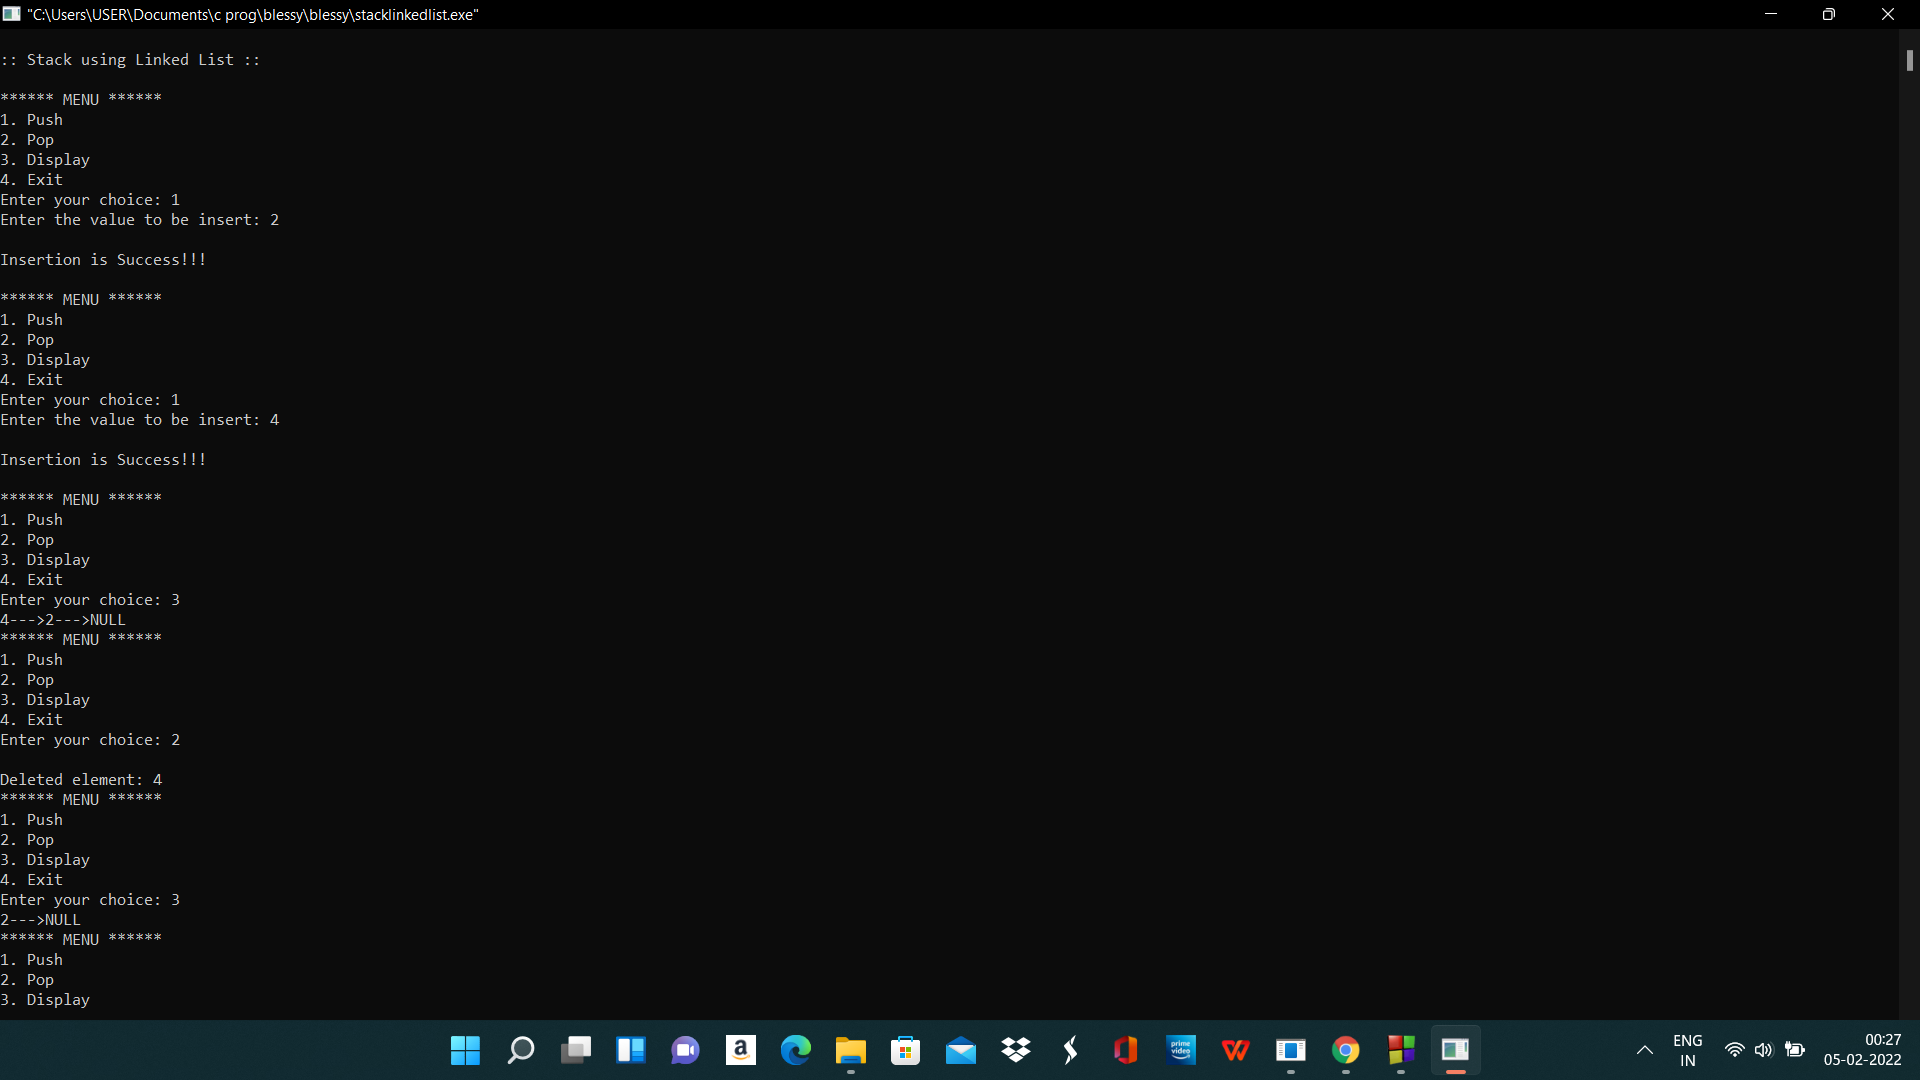 "C:\Users\USER\Documents\c prog\blessy\blessy\stacklinkedlist.exe"
:: Stack using Linked List ::
****** MENU ******
1. Push
2. Pop
3. Display
4. Exit
Enter your choice: 1
Enter the value to be insert: 2
Insertion is Success!!!
****** MENU ******
1. Push
2. Pop
3. Display
4. Exit
Enter your choice: 1
Enter the value to be insert: 4
Insertion is Success!!!
****** MENU ******
1. Push
2. Pop
3. Display
4. Exit
Enter your choice: 3
4--->2--->NULL
****** MENU ******
1. Push
2. Pop
3. Display
4. Exit
Enter your choice: 2
Deleted element: 4
****** MENU ******
1. Push
2. Pop
3. Display
4. Exit
Enter your choice: 3
2--->NULL
****** MENU ******
1. Push
2. Pop
3. Display
a
prime video
W
ENG
IN
00:27
05-02-2022